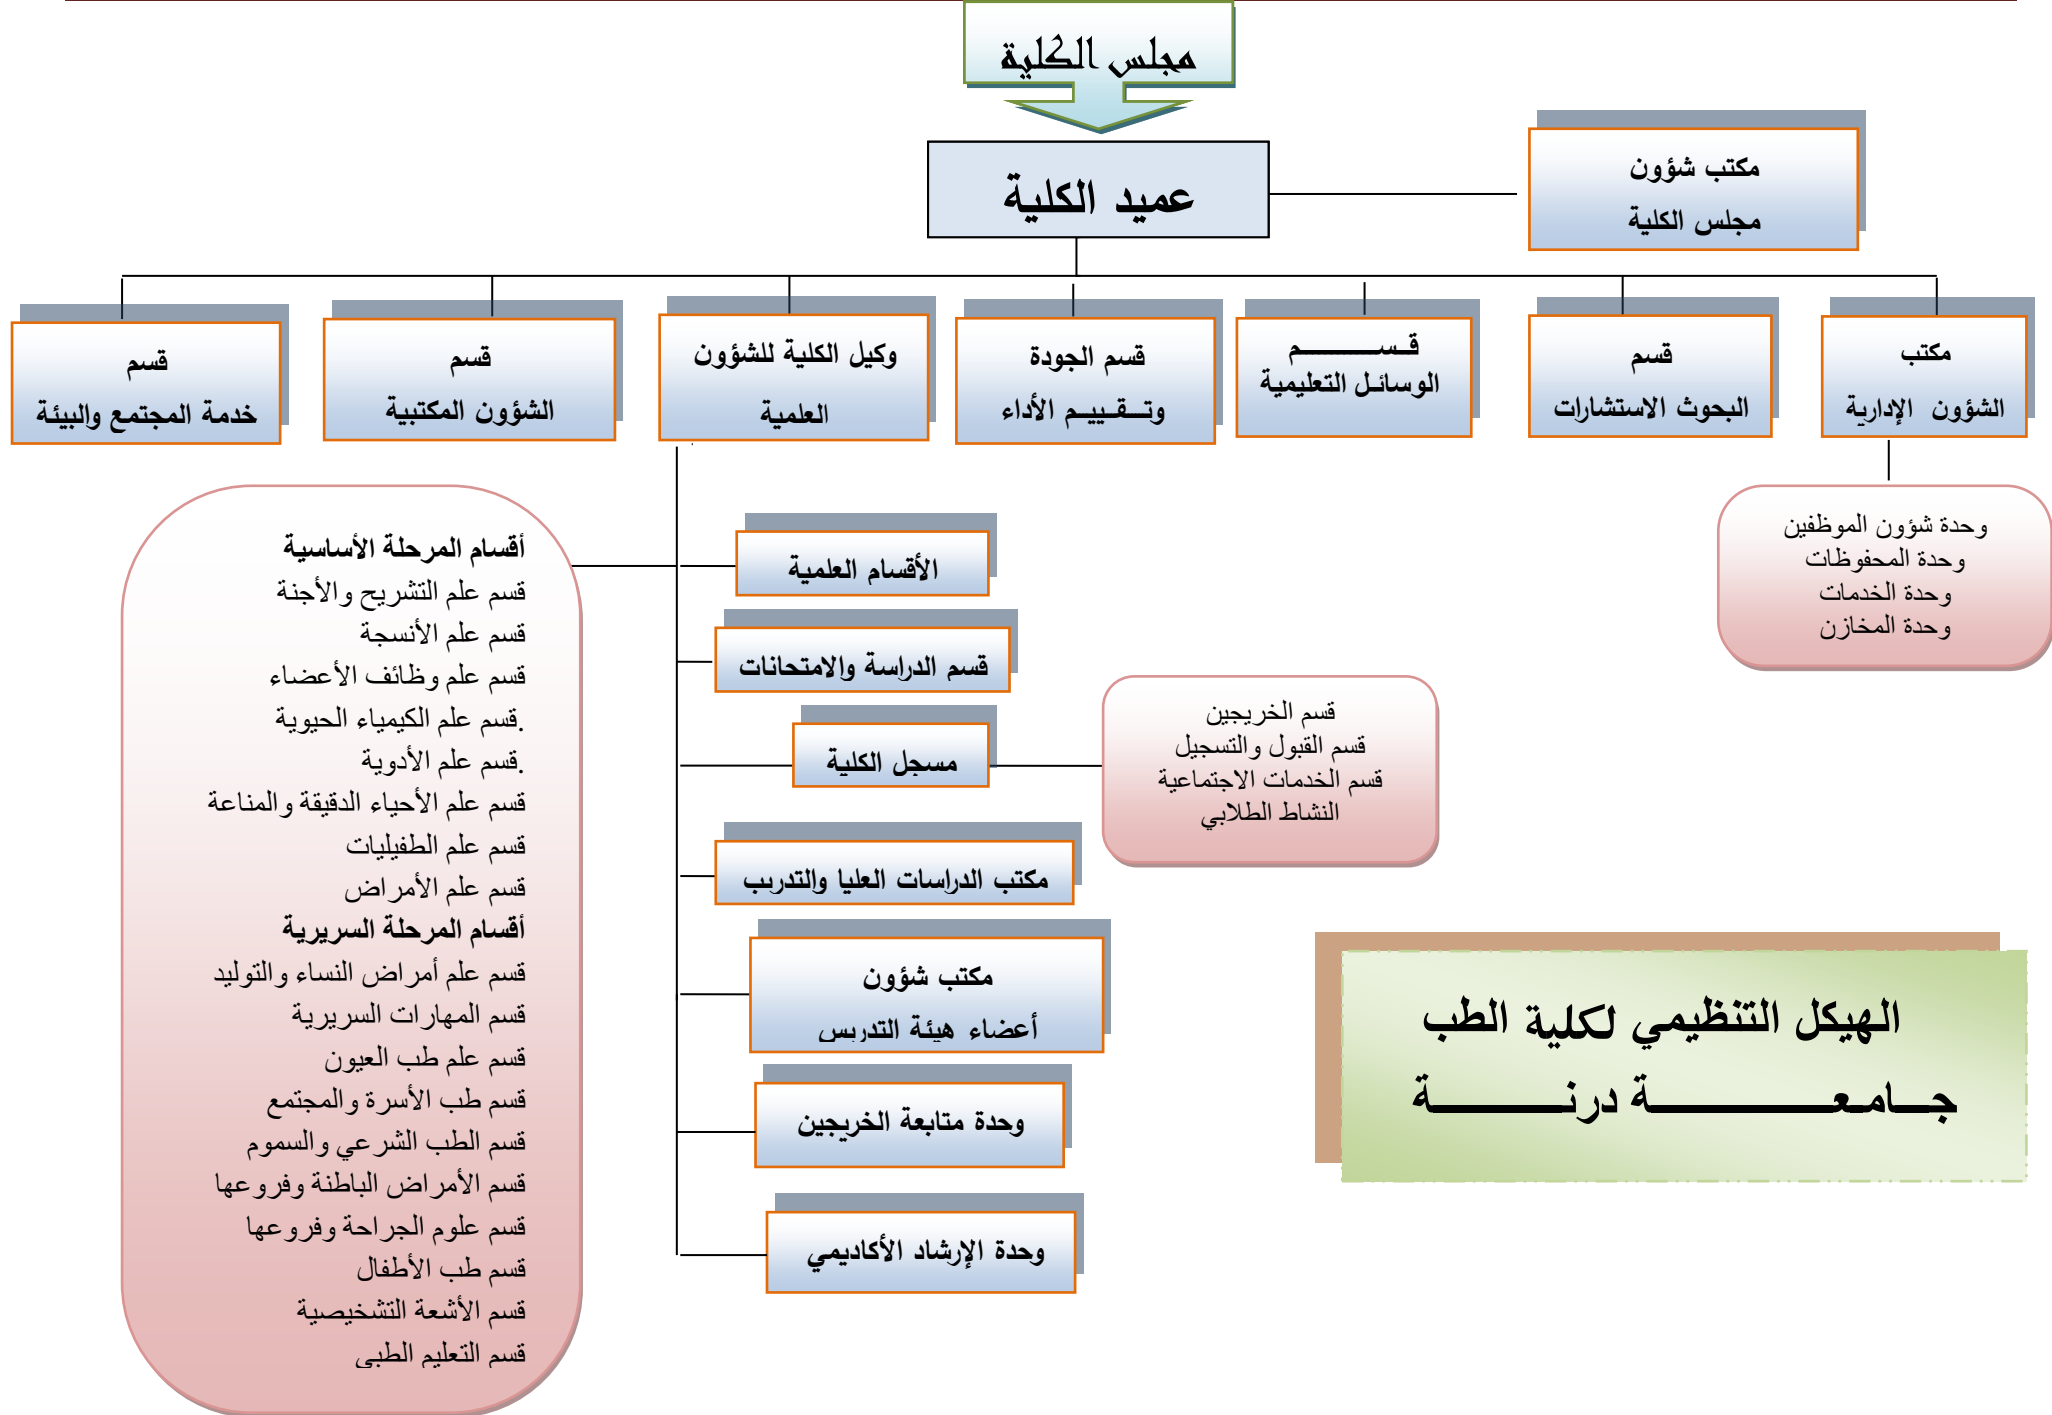 مجلس الكلية
عميد الكلية
مكتب شؤون
مجلس الكلية
مكتب
الشؤون الإدارية
قسم
البحوث الاستشارات
قــســــــــــم
الوسائـل التعليمية
قسم الجودة
وتــقــيـيــم الأداء
وكيل الكلية للشؤون
العلمية
قسم
الشؤون المكتبية
قسم
خدمة المجتمع والبيئة
وحدة شؤون الموظفين
وحدة المحفوظات
وحدة الخدمات
وحدة المخازن
الأقسام العلمية
قسم الدراسة والامتحانات
مسجل الكلية
قسم الخريجين
قسم القبول والتسجيل
قسم الخدمات الاجتماعية
النشاط الطلابي
مكتب الدراسات العليا والتدريب
مكتب شؤون
أعضاء هيئة التدريس
وحدة متابعة الخريجين
وحدة الإرشاد الأكاديمي
أقسام المرحلة الأساسية
قسم علم التشريح والأجنة
قسم علم الأنسجة
قسم علم وظائف الأعضاء
.قسم علم الكيمياء الحيوية
.قسم علم الأدوية
قسم علم الأحياء الدقيقة والمناعة
قسم علم الطفيليات
قسم علم الأمراض
أقسام المرحلة السريرية
قسم علم أمراض النساء والتوليد
قسم المهارات السريرية
قسم علم طب العيون
قسم طب الأسرة والمجتمع
قسم الطب الشرعي والسموم
قسم الأمراض الباطنة وفروعها
قسم علوم الجراحة وفروعها
قسم طب الأطفال
قسم الأشعة التشخيصية
قسم التعليم الطبي
الهيكل التنظيمي لكلية الطب
جـــامـعـــــــــــــة درنـــــــــة